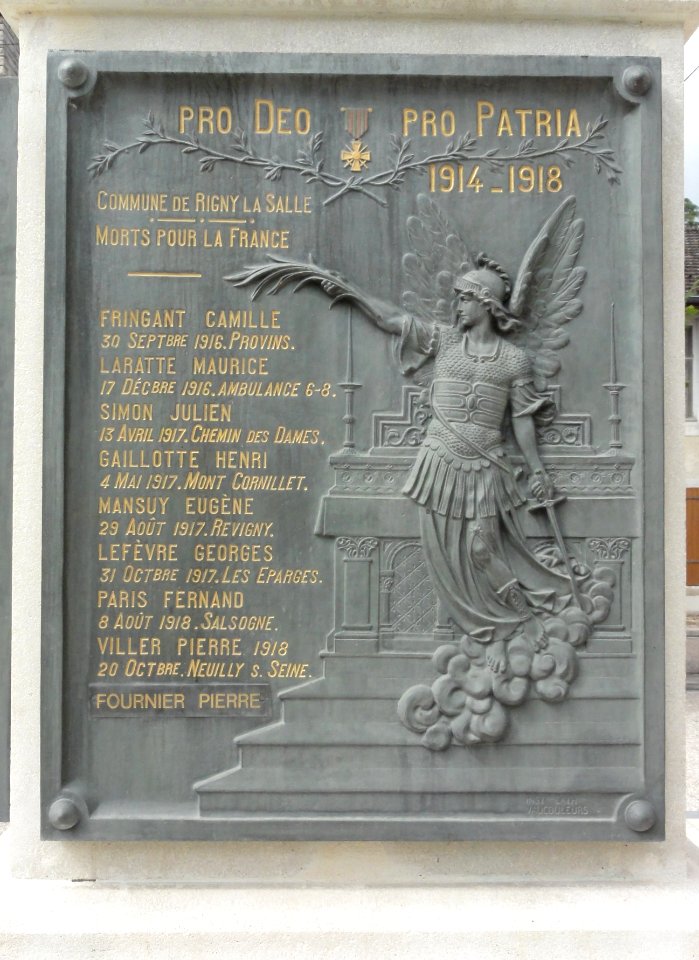 PRO DEO PRO PATRIA
1914-1918
COMMUNE DE RIGNY LA SALLE
MORTS POUR LA FRANCE
FRINGANT CAMILLE
30 SEPTBRE 1916. PROVINS.
LARATTE MAURICE
17 DÉCBRE 1916. AMBULANCE 6-8.
SIMON JULIEN
13 AVRIL 1917. CHEMIN DES DAMES.
GAILLOTTE HENRI
4 MAI 1917. MONT CORNILLET.
MANSUY EUGÈNE
29 AOÛT 1917. REVIGNY.
LEFÈVRE GEORGES
31 OCTBRE 1917. LES EPARGES.
PARIS FERNAND
8 AOUT 1918. SALSOGNE.
VILLER PIERRE 1918
20 OCTBRE. NEUILLY S. SEINE.
FOURNIER PIERRE
VAUCOULEURS